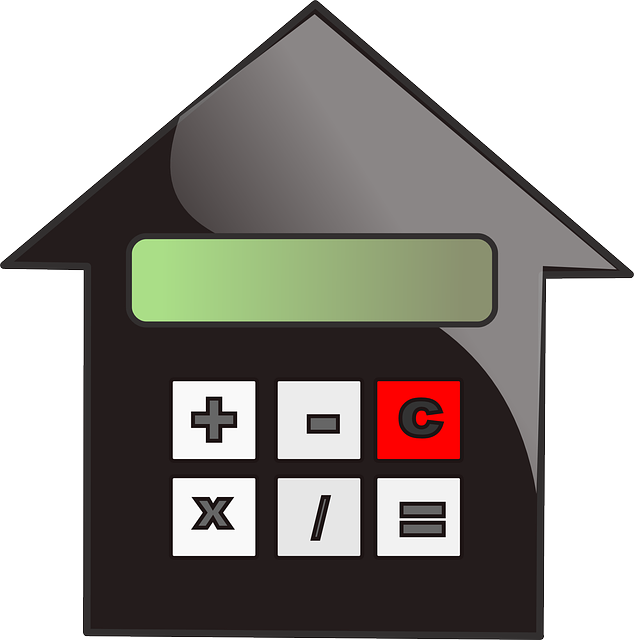 + - C
x / =